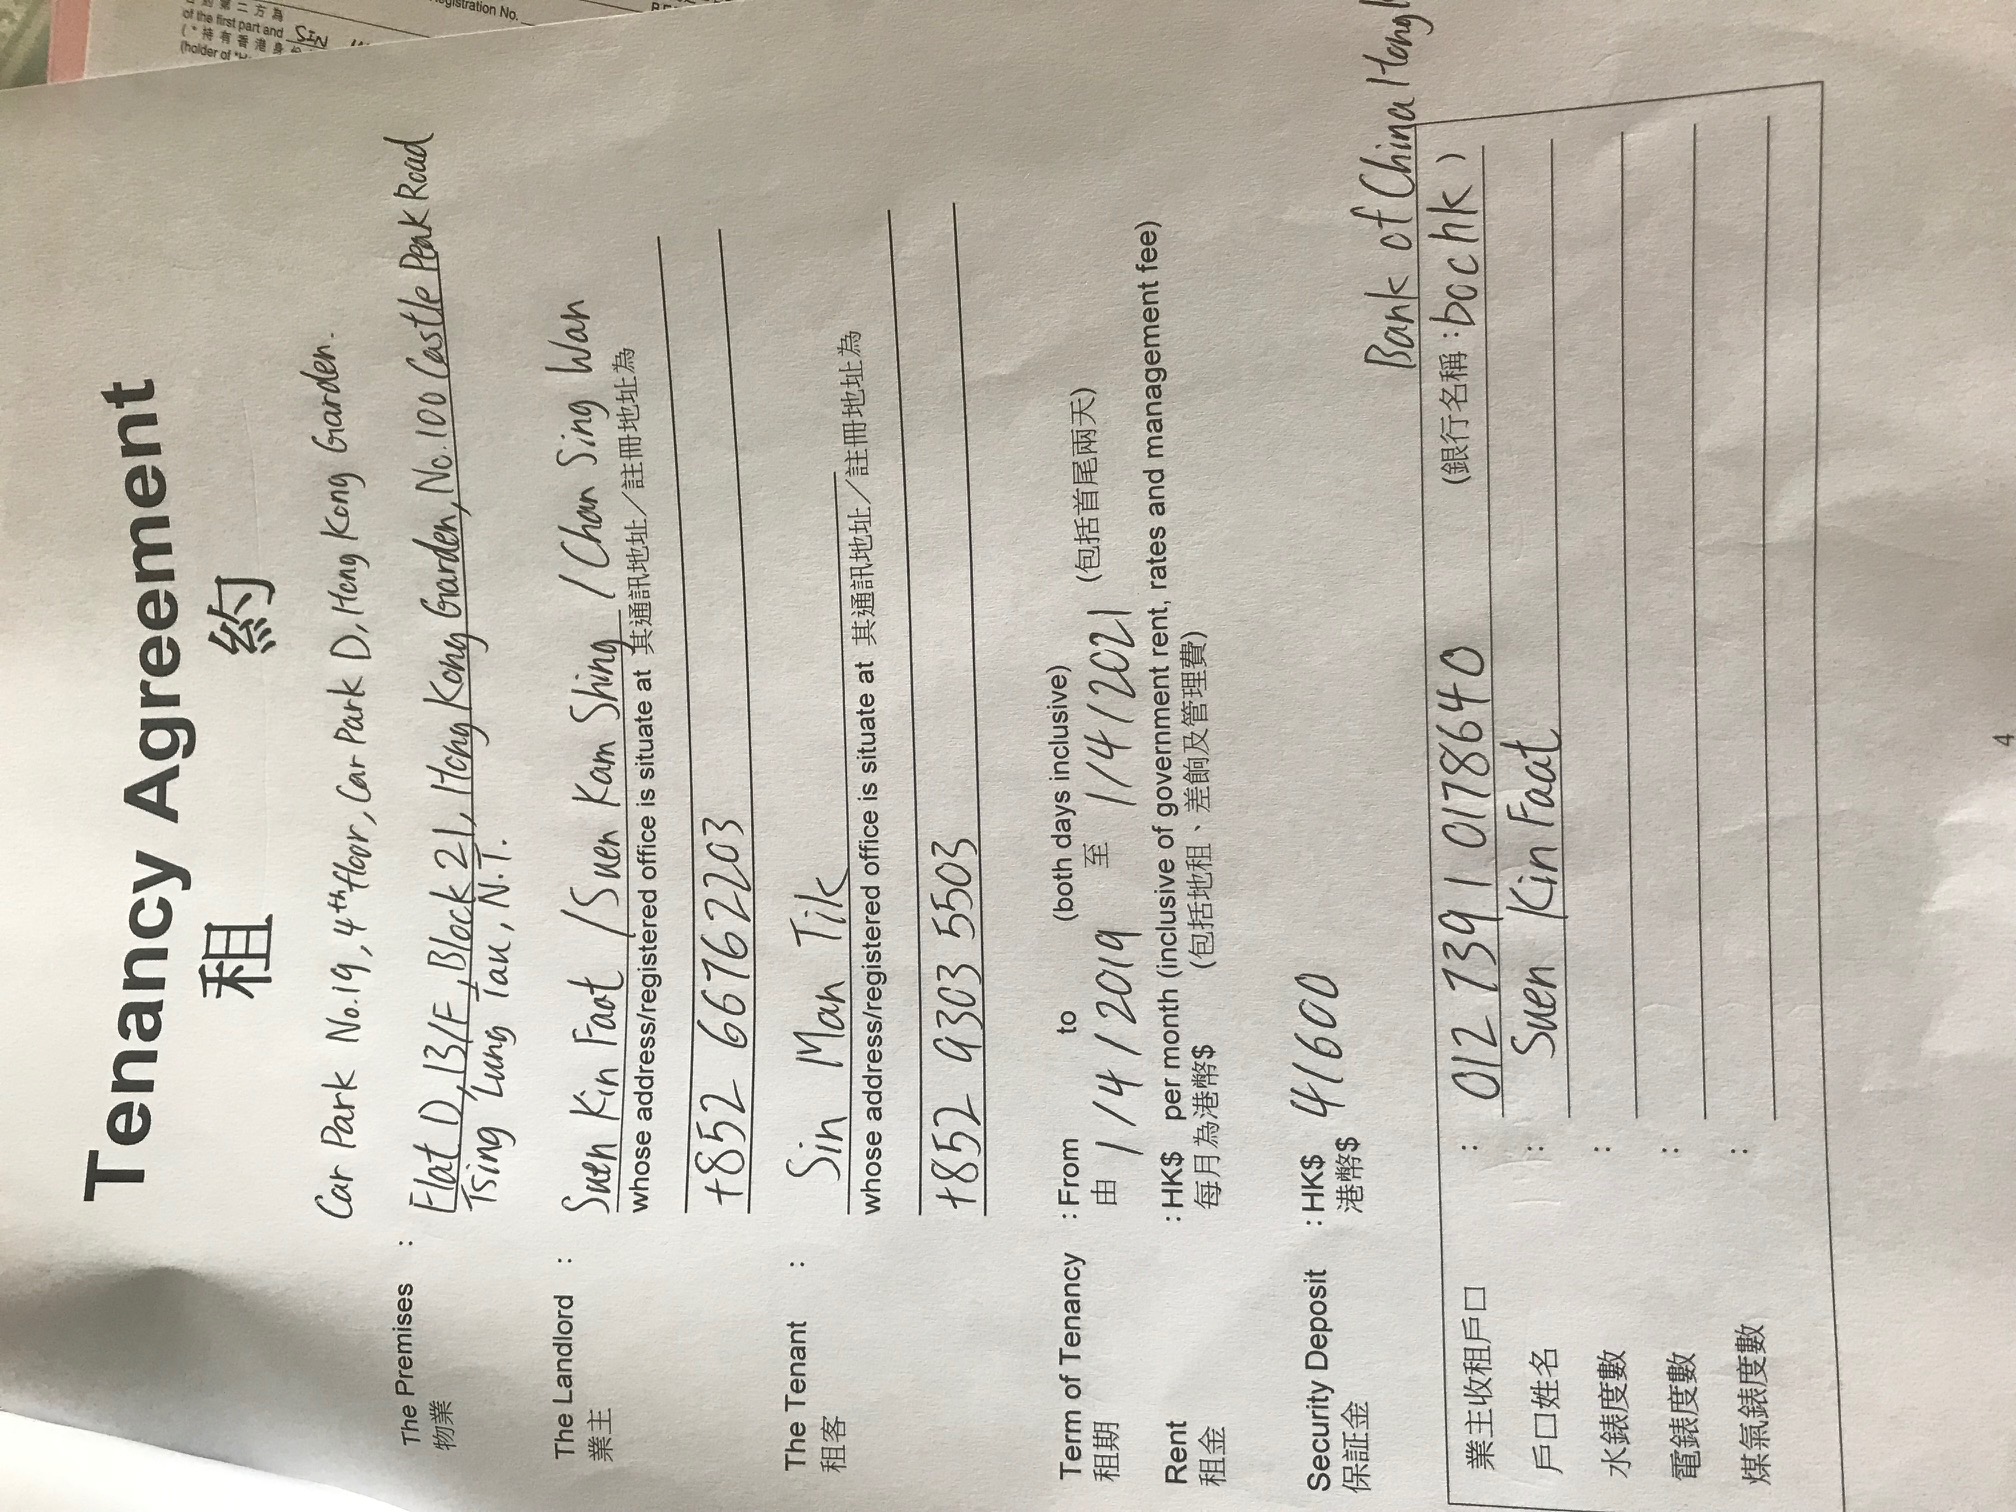 gistration No.
of the first part and SIN
(holder of
Tenancy Agreement
租 約
Car Park No.19, 4th floor, Car Park D, Hong Kong Garden.
The Premises : Flat D, 13/F, Block 21, Hong Kong Garden, No.100 Castle Peak Road
物業 Tsing Lung Tau, N.T.
The Landlord : Suen Kin Faat / Suen Kam Shing / Chan Sing Wan
業主 whose address/registered office is situate at 其通訊地址／註冊地址為
+852 66762203
The Tenant : Sin Man Tik
租客 whose address/registered office is situate at 其通訊地址／註冊地址為
+852 9303 5503
Term of Tenancy : From to (both days inclusive)
租期 由 1/4/2019 至 1/4/2021 (包括首尾兩天)
Rent : HK$ per month (inclusive of government rent, rates and management fee)
租金 每月為港幣$ (包括地租、差餉及管理費)
Security Deposit : HK$ 41600
保証金 港幣$
Bank of China Hong
業主收租戶口 : 012 739 1 0178640 (銀行名稱:bochk)
戶口姓名 : Suen Kin Faat
水錶度數 :
電錶度數 :
煤氣錶度數 :
4